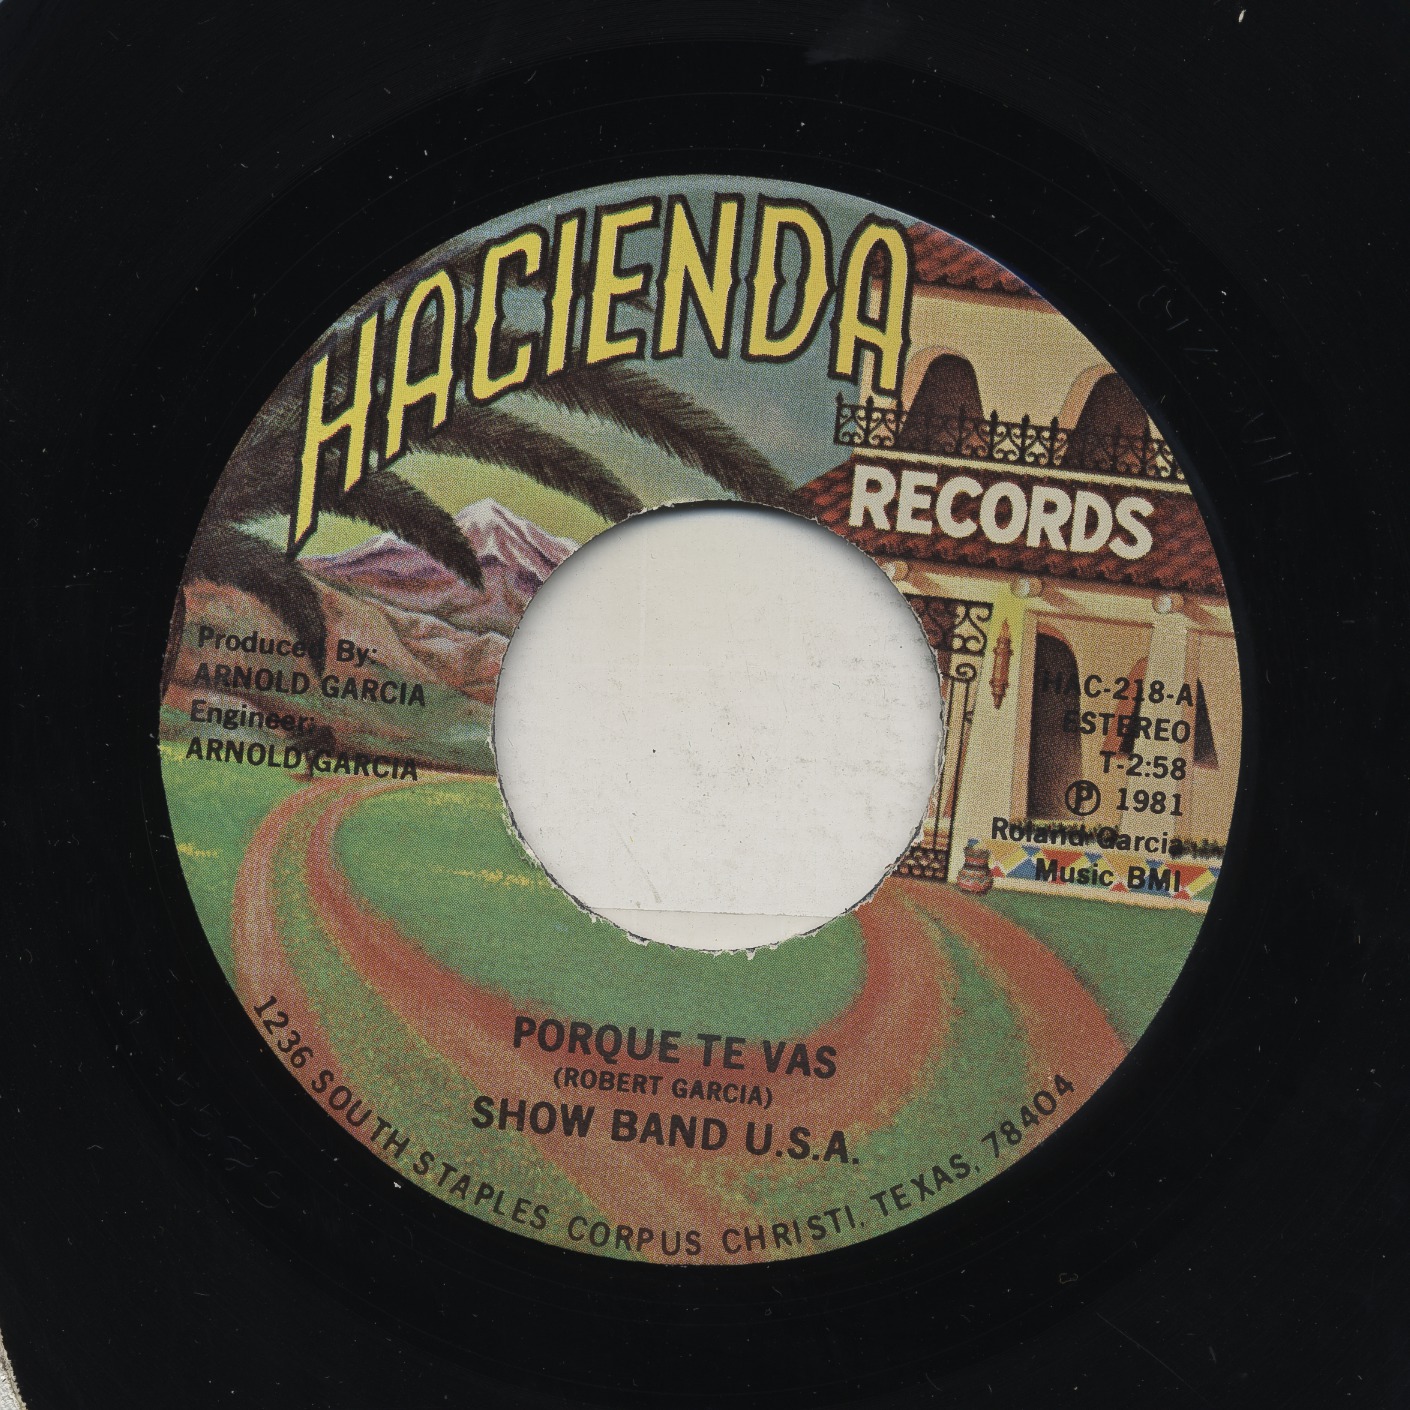 HACIENDA
RECORDS
Produced By:
ARNOLD GARCIA
Engineer:
ARNOLD GARCIA
HAC-218-A
ESTEREO
T-2:58
℗ 1981
Roland Garcia
Music BMI
PORQUE TE VAS
(ROBERT GARCIA)
SHOW BAND U.S.A.
1236 SOUTH STAPLES CORPUS CHRISTI, TEXAS, 78404